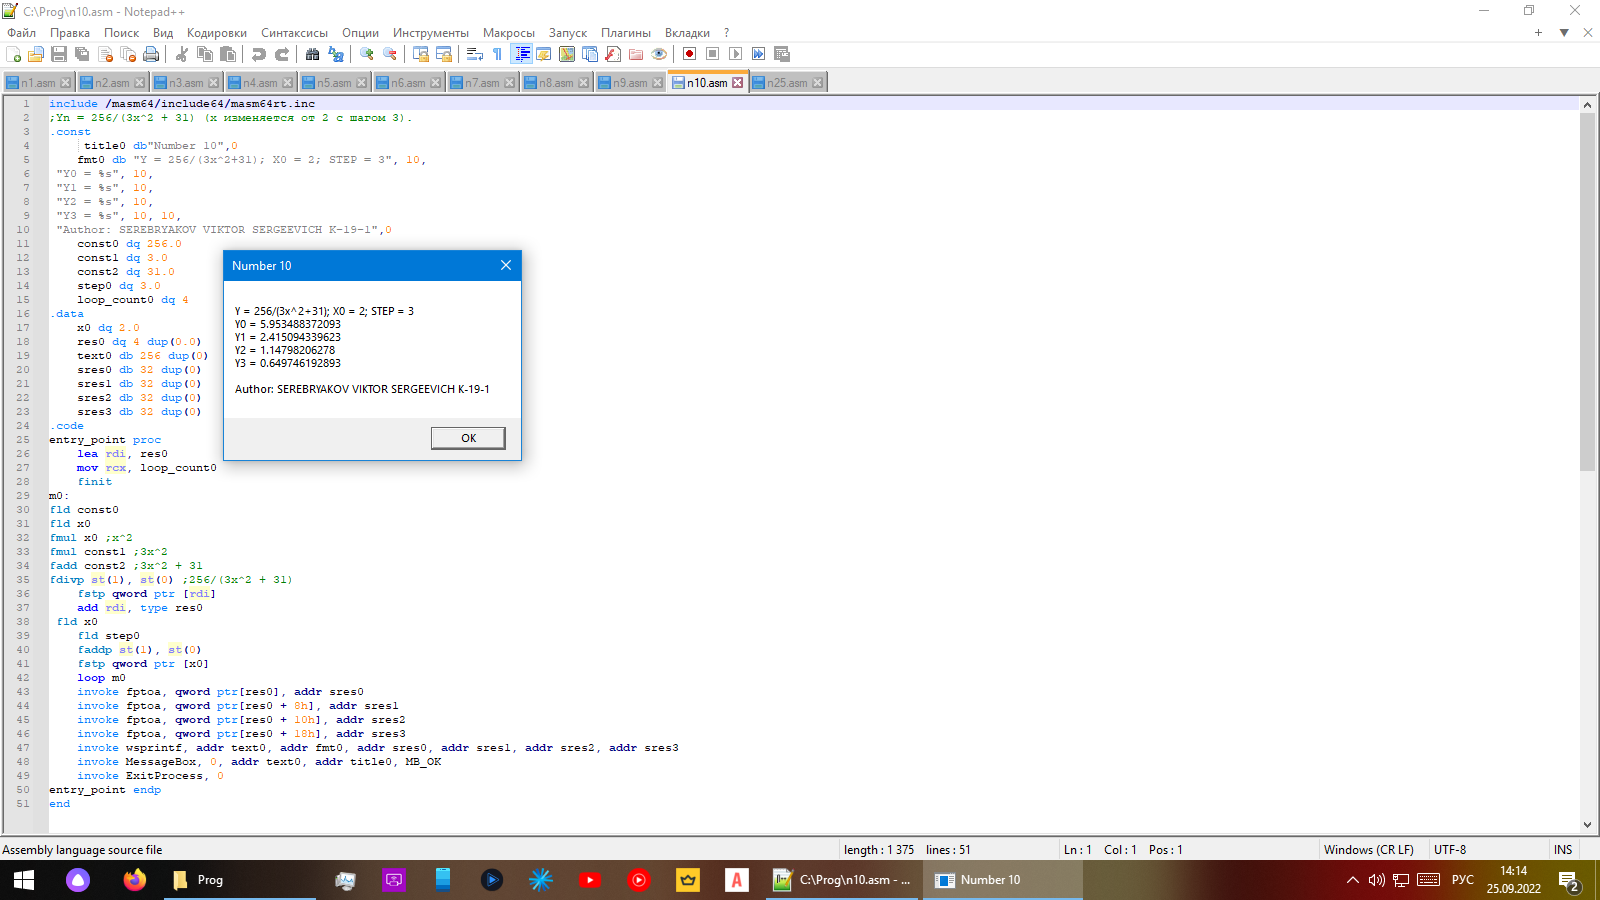 C:\Prog\n10.asm - Notepad++
Файл Правка Поиск Вид Кодировки Синтаксисы Опции Инструменты Макросы Запуск Плагины Вкладки ?
n1.asm n2.asm n3.asm n4.asm n5.asm n6.asm n7.asm n8.asm n9.asm n10.asm n25.asm
1 include /masm64/include64/masm64rt.inc
2 ;Yn = 256/(3x^2 + 31) (x изменяется от 2 с шагом 3).
3 .const
4 title0 db"Number 10",0
5 fmt0 db "Y = 256/(3x^2+31); X0 = 2; STEP = 3", 10,
6 "Y0 = %s", 10,
7 "Y1 = %s", 10,
8 "Y2 = %s", 10,
9 "Y3 = %s", 10, 10,
10 "Author: SEREBRYAKOV VIKTOR SERGEEVICH K-19-1",0
11 const0 dq 256.0
12 const1 dq 3.0
13 const2 dq 31.0
14 step0 dq 3.0
15 loop_count0 dq 4
16 .data
17 x0 dq 2.0
18 res0 dq 4 dup(0.0)
19 text0 db 256 dup(0)
20 sres0 db 32 dup(0)
21 sres1 db 32 dup(0)
22 sres2 db 32 dup(0)
23 sres3 db 32 dup(0)
24 .code
25 entry_point proc
26 lea rdi, res0
27 mov rcx, loop_count0
28 finit
29 m0:
30 fld const0
31 fld x0
32 fmul x0 ;x^2
33 fmul const1 ;3x^2
34 fadd const2 ;3x^2 + 31
35 fdivp st(1), st(0) ;256/(3x^2 + 31)
36 fstp qword ptr [rdi]
37 add rdi, type res0
38 fld x0
39 fld step0
40 faddp st(1), st(0)
41 fstp qword ptr [x0]
42 loop m0
43 invoke fptoa, qword ptr[res0], addr sres0
44 invoke fptoa, qword ptr[res0 + 8h], addr sres1
45 invoke fptoa, qword ptr[res0 + 10h], addr sres2
46 invoke fptoa, qword ptr[res0 + 18h], addr sres3
47 invoke wsprintf, addr text0, addr fmt0, addr sres0, addr sres1, addr sres2, addr sres3
48 invoke MessageBox, 0, addr text0, addr title0, MB_OK
49 invoke ExitProcess, 0
50 entry_point endp
51 end
Number 10
Y = 256/(3x^2+31); X0 = 2; STEP = 3
Y0 = 5.953488372093
Y1 = 2.415094339623
Y2 = 1.14798206278
Y3 = 0.649746192893
Author: SEREBRYAKOV VIKTOR SERGEEVICH K-19-1
OK
Assembly language source file length : 1 375 lines : 51 Ln : 1 Col : 1 Pos : 1 Windows (CR LF) UTF-8 INS
Prog C:\Prog\n10.asm - ... Number 10 РУС 14:14
25.09.2022 2